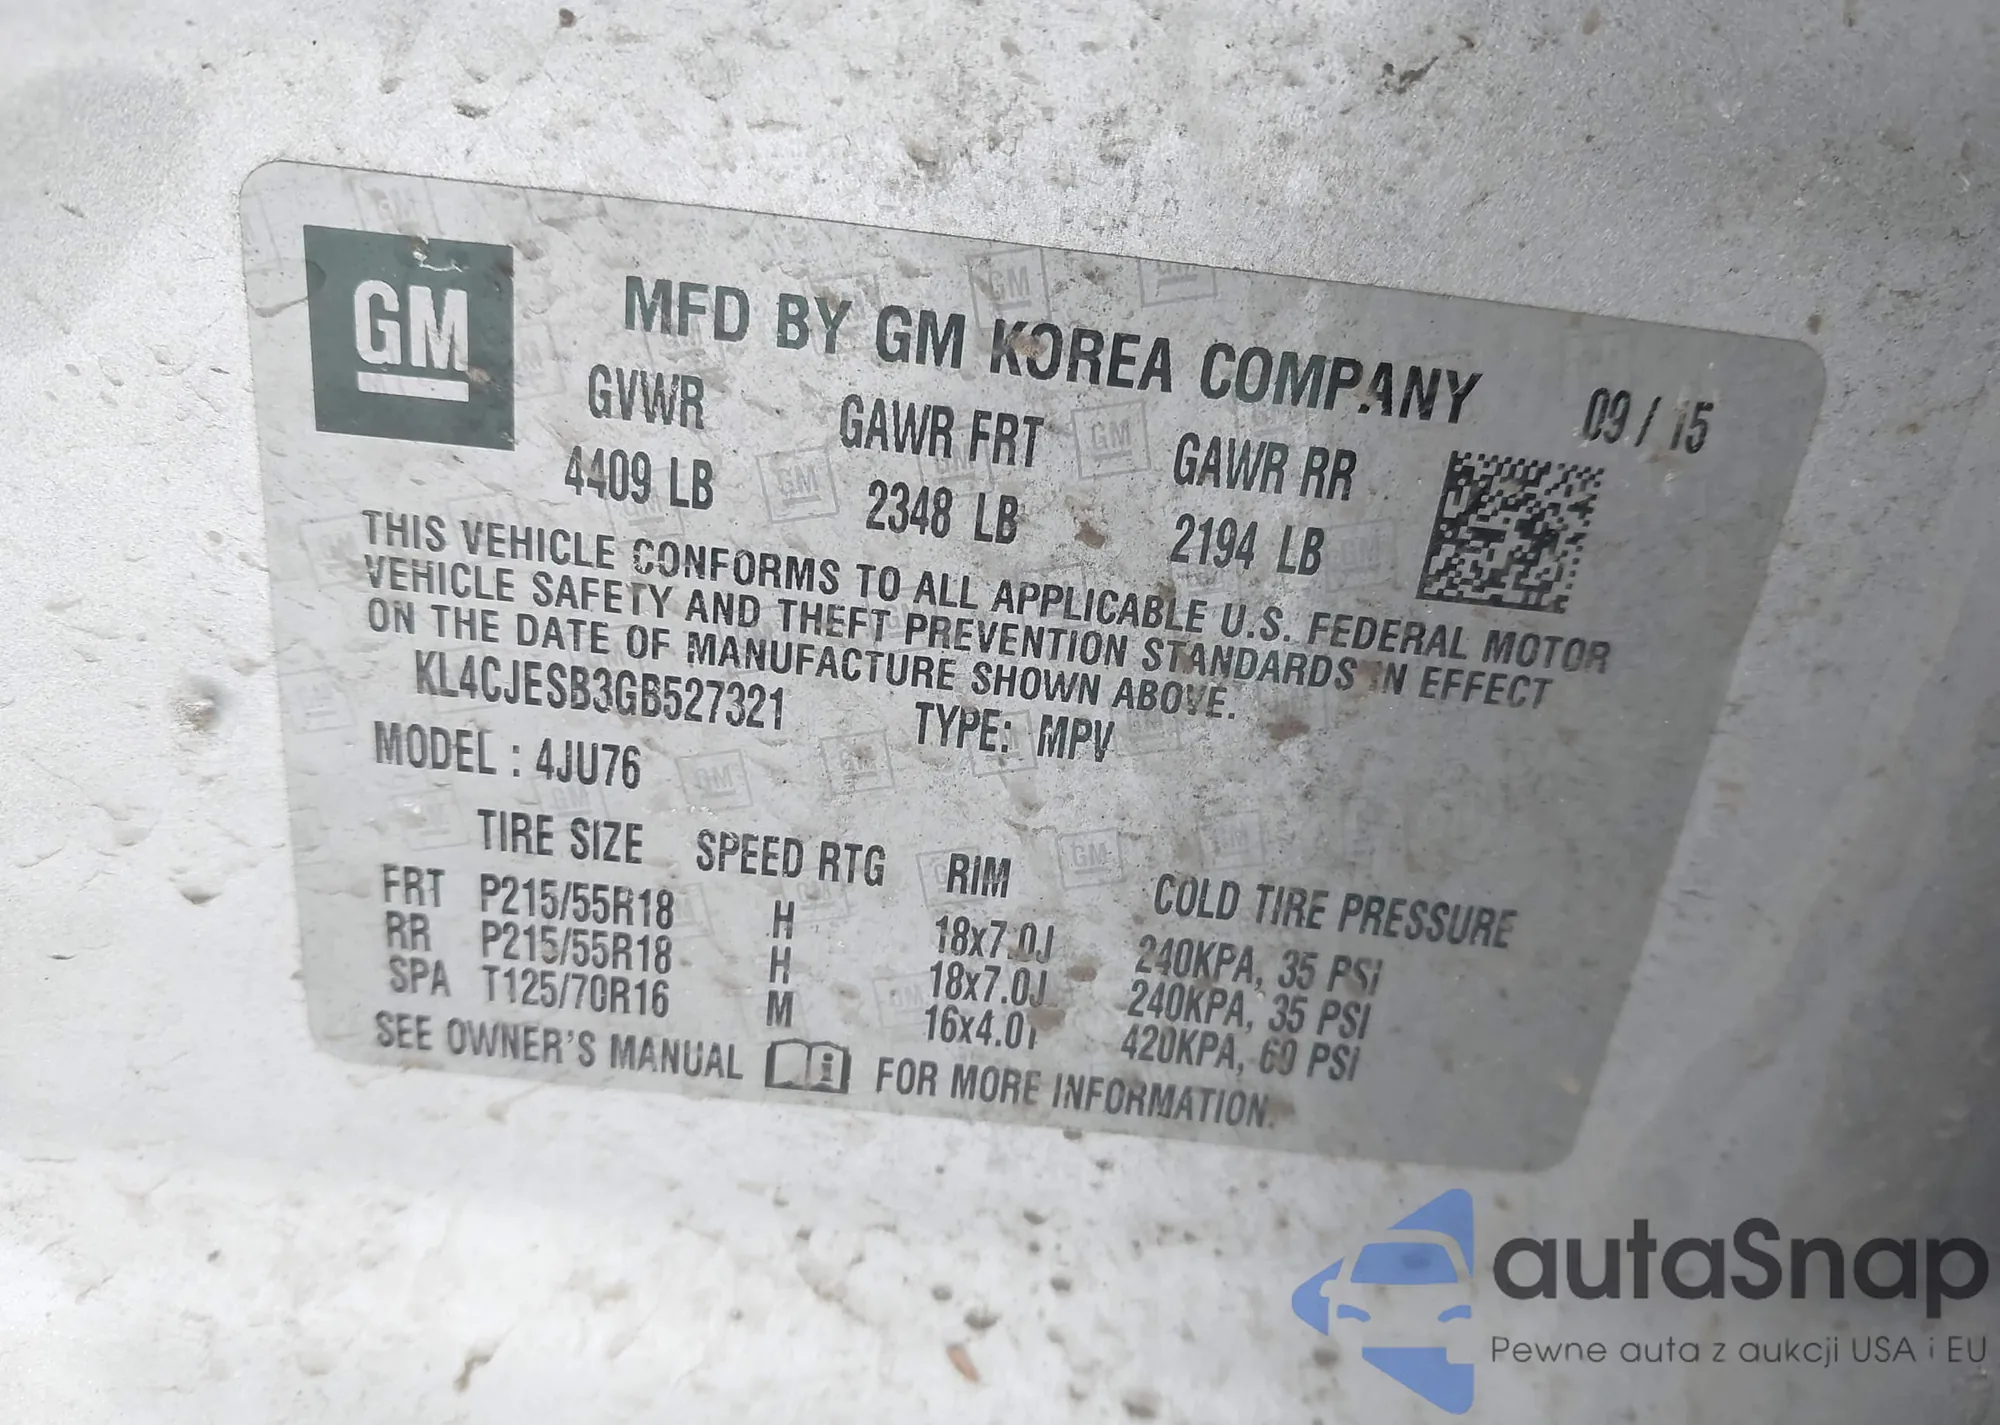 GM
MFD BY GM KOREA COMPANY 09 / 15
GVWR GAWR FRT GAWR RR
4409 LB 2348 LB 2194 LB
THIS VEHICLE CONFORMS TO ALL APPLICABLE U.S. FEDERAL MOTOR
VEHICLE SAFETY AND THEFT PREVENTION STANDARDS IN EFFECT
ON THE DATE OF MANUFACTURE SHOWN ABOVE.
KL4CJESB3GB527321 TYPE: MPV
MODEL : 4JU76
TIRE SIZE SPEED RTG RIM COLD TIRE PRESSURE
FRT P215/55R18 H 18x7.0J 240KPA, 35 PSI
RR P215/55R18 H 18x7.0J 240KPA, 35 PSI
SPA T125/70R16 M 16x4.0T 420KPA, 60 PSI
SEE OWNER'S MANUAL i FOR MORE INFORMATION.
autaSnap
Pewne auta z aukcji USA i EU